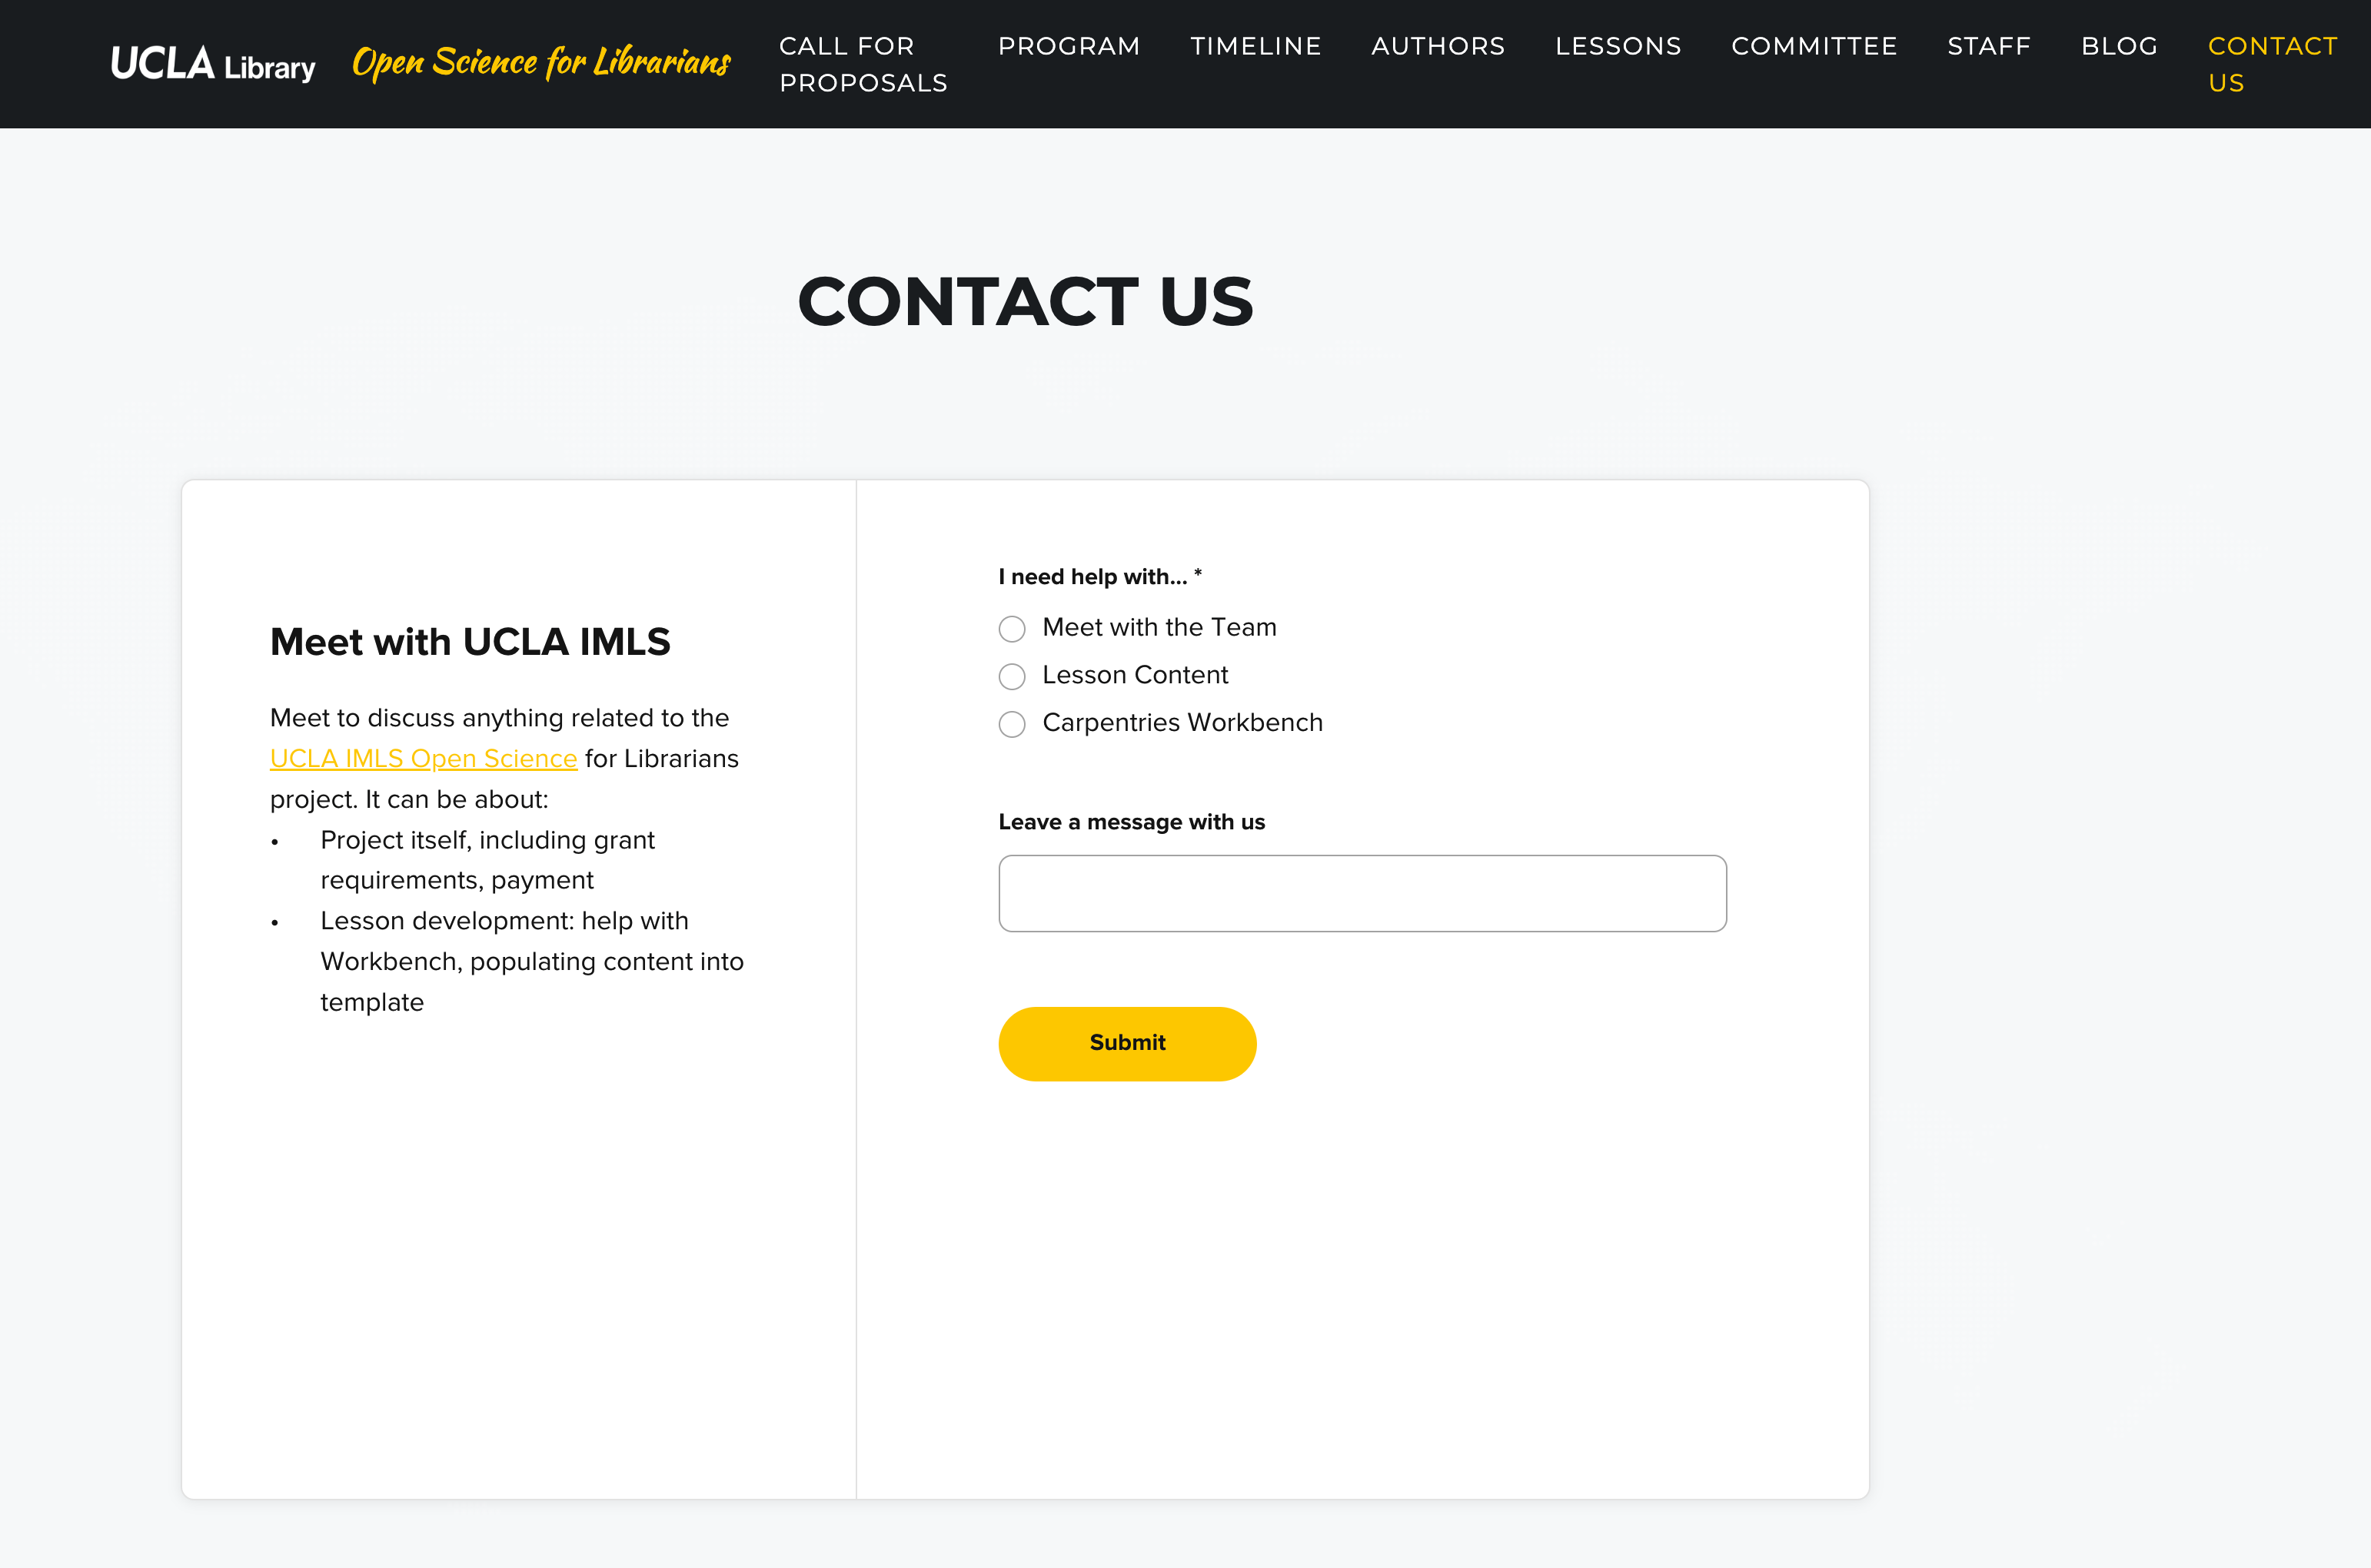 UCLA Library
Open Science for Librarians
CALL FOR
PROPOSALS
PROGRAM
TIMELINE
AUTHORS
LESSONS
COMMITTEE
STAFF
BLOG
CONTACT
US
CONTACT US
Meet with UCLA IMLS
Meet to discuss anything related to the
UCLA IMLS Open Science for Librarians
project. It can be about:
• Project itself, including grant
requirements, payment
• Lesson development: help with
Workbench, populating content into
template
I need help with... *
Meet with the Team
Lesson Content
Carpentries Workbench
Leave a message with us
Submit